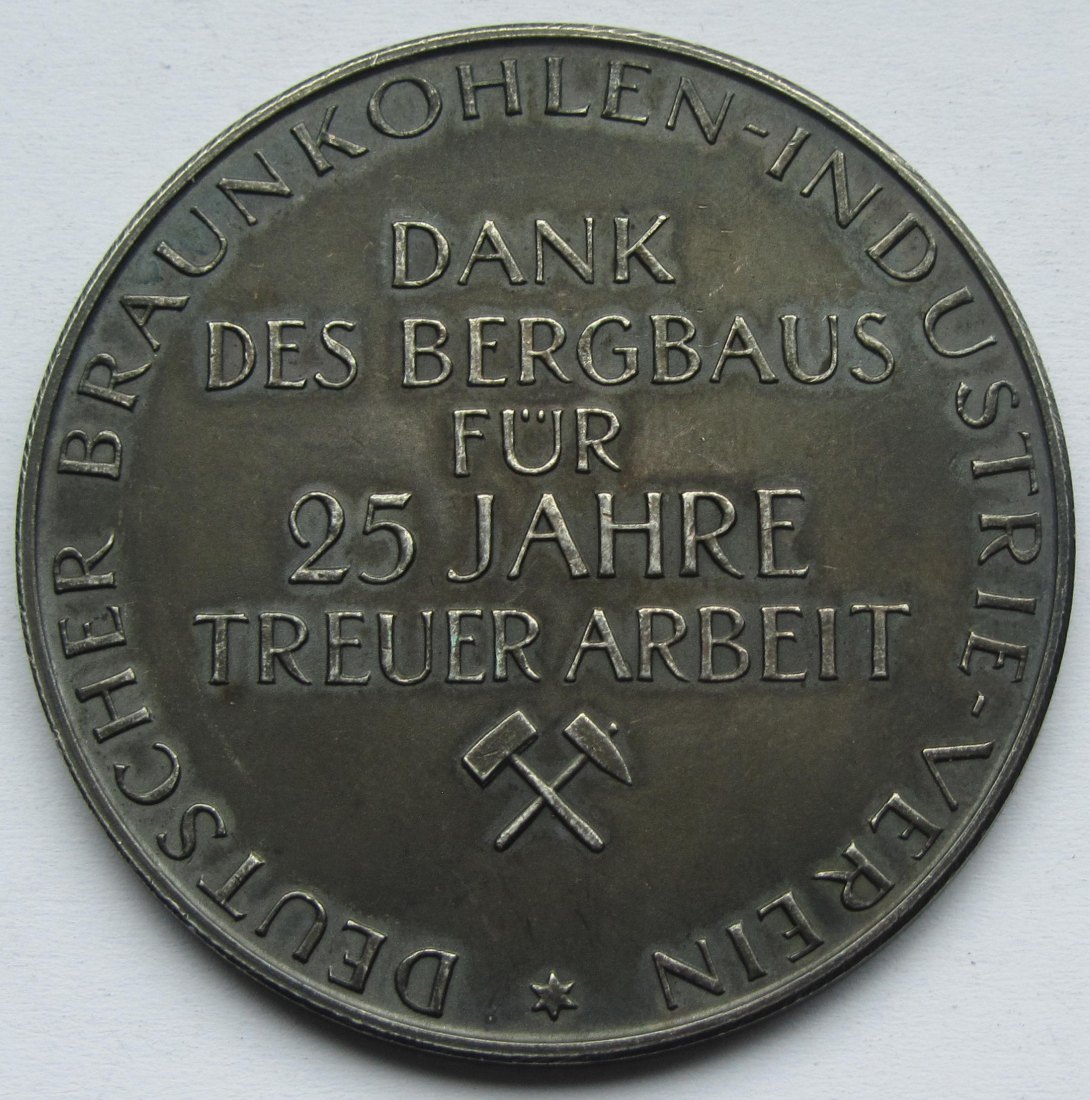 DEUTSCHER BRAUNKOHLEN-INDUSTRIE-VEREIN
DANK
DES BERGBAUS
FÜR
25 JAHRE
TREUER ARBEIT